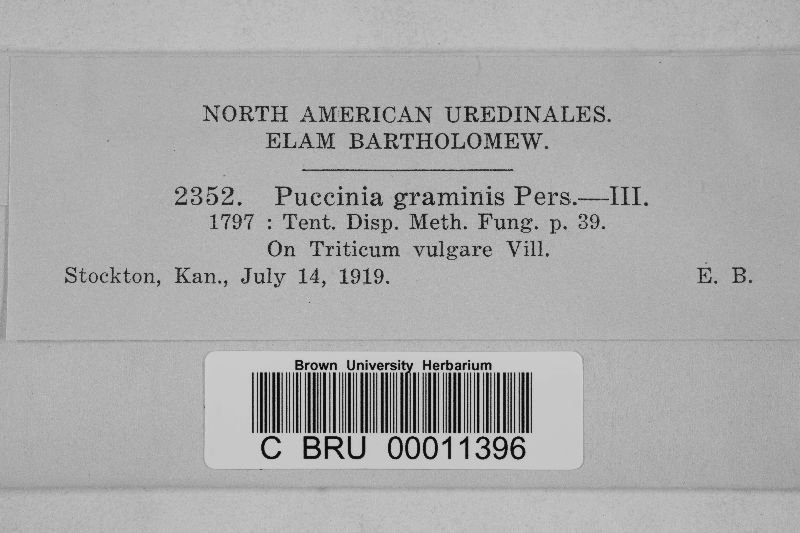 NORTH AMERICAN UREDINALES.
ELAM BARTHOLOMEW.
2352. Puccinia graminis Pers.—III.
1797 : Tent. Disp. Meth. Fung. p. 39.
On Triticum vulgare Vill.
Stockton, Kan., July 14, 1919. E. B.
Brown University Herbarium
C BRU 00011396